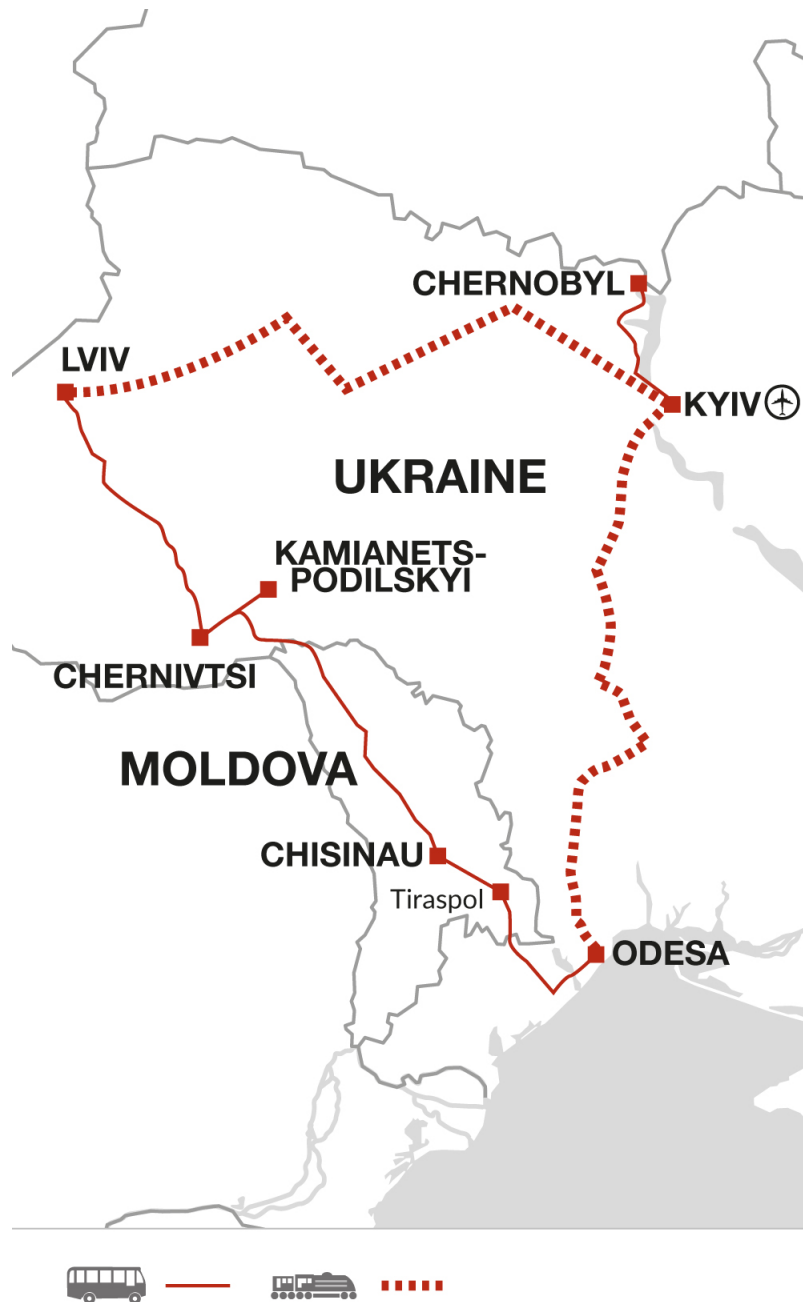 CHERNOBYL
LVIV
KYIV
UKRAINE
KAMIANETS-
PODILSKYI
CHERNIVTSI
MOLDOVA
CHISINAU
Tiraspol
ODESA